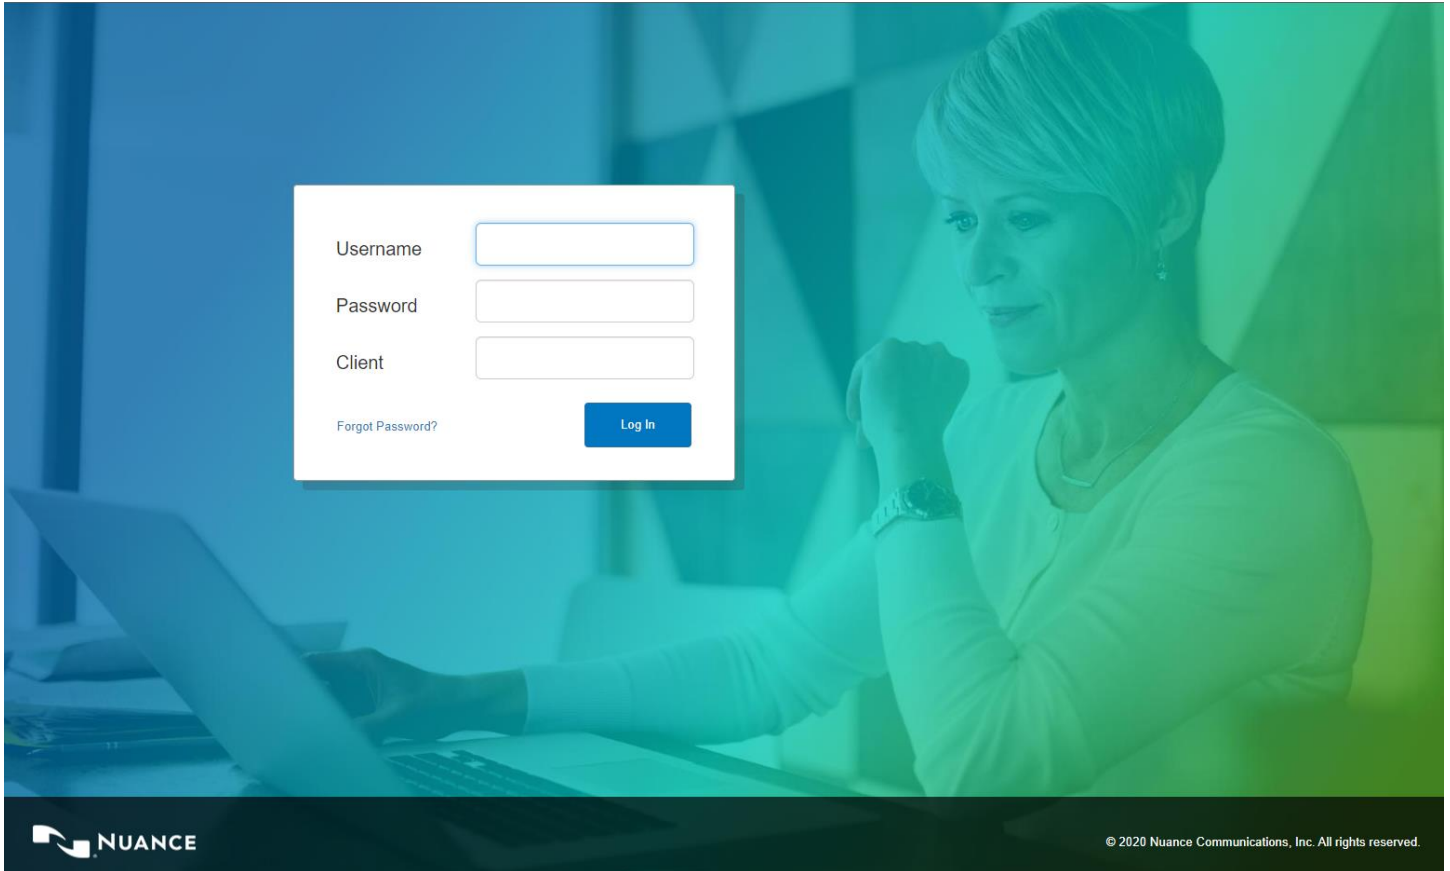 Username
Password
Client
Forgot Password?
Log In
NUANCE
© 2020 Nuance Communications, Inc. All rights reserved.